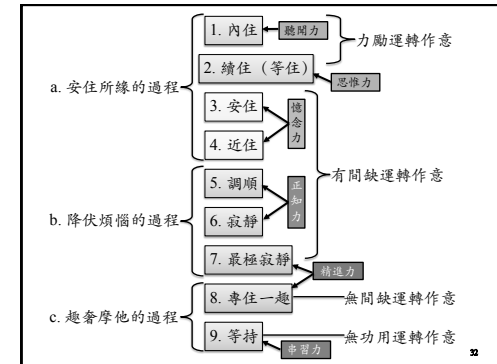 1. 內住 聽聞力
力勵運轉作意
2. 續住（等住）
思惟力
a. 安住所緣的過程
3. 安住
憶念力
4. 近住
有間缺運轉作意
5. 調順
正知力
b. 降伏煩惱的過程
6. 寂靜
7. 最極寂靜
精進力
8. 專住一趣 無間缺運轉作意
c. 趣奢摩他的過程
9. 等持 無功用運轉作意
串習力
32